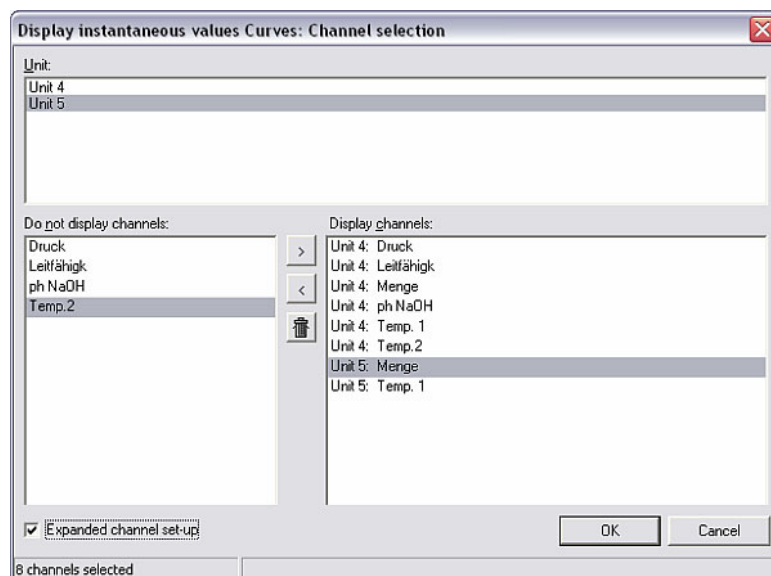 Display instantaneous values Curves: Channel selection
Unit:
Unit 4
Unit 5
Do not display channels:
Druck
Leitfähigk
ph NaOH
Temp.2
>
<
Display channels:
Unit 4: Druck
Unit 4: Leitfähigk
Unit 4: Menge
Unit 4: ph NaOH
Unit 4: Temp. 1
Unit 4: Temp.2
Unit 5: Menge
Unit 5: Temp. 1
Expanded channel set-up
OK
Cancel
8 channels selected